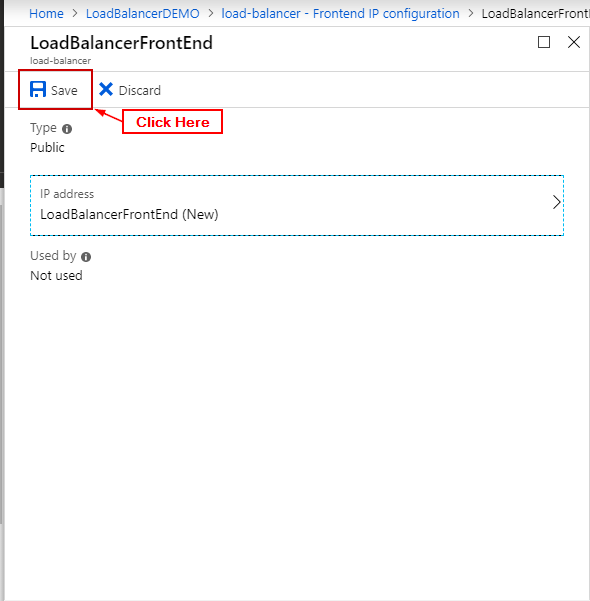 Home > LoadBalancerDEMO > load-balancer - Frontend IP configuration > LoadBalancerFront
LoadBalancerFrontEnd
load-balancer
Save Discard
Click Here
Type
Public
IP address
LoadBalancerFrontEnd (New)
Used by
Not used